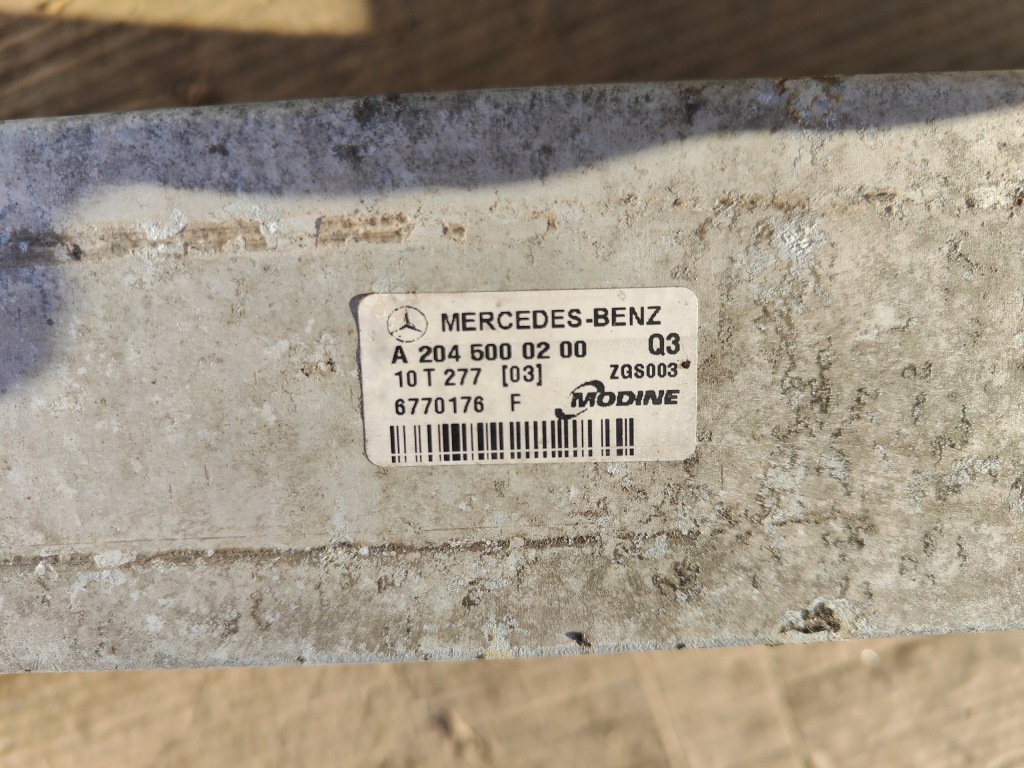 MERCEDES-BENZ
A 204 500 02 00 Q3
10 T 277 [03] ZGS003
6770176 F MODINE